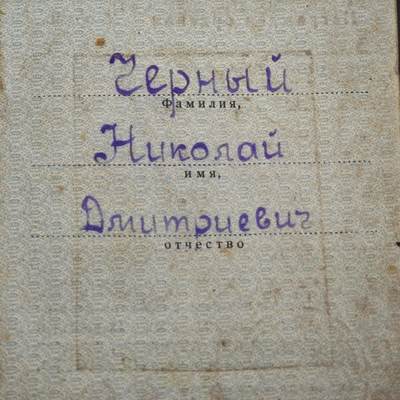 Черный
Фамилия,
Николай
имя,
Дмитриевич
отчество